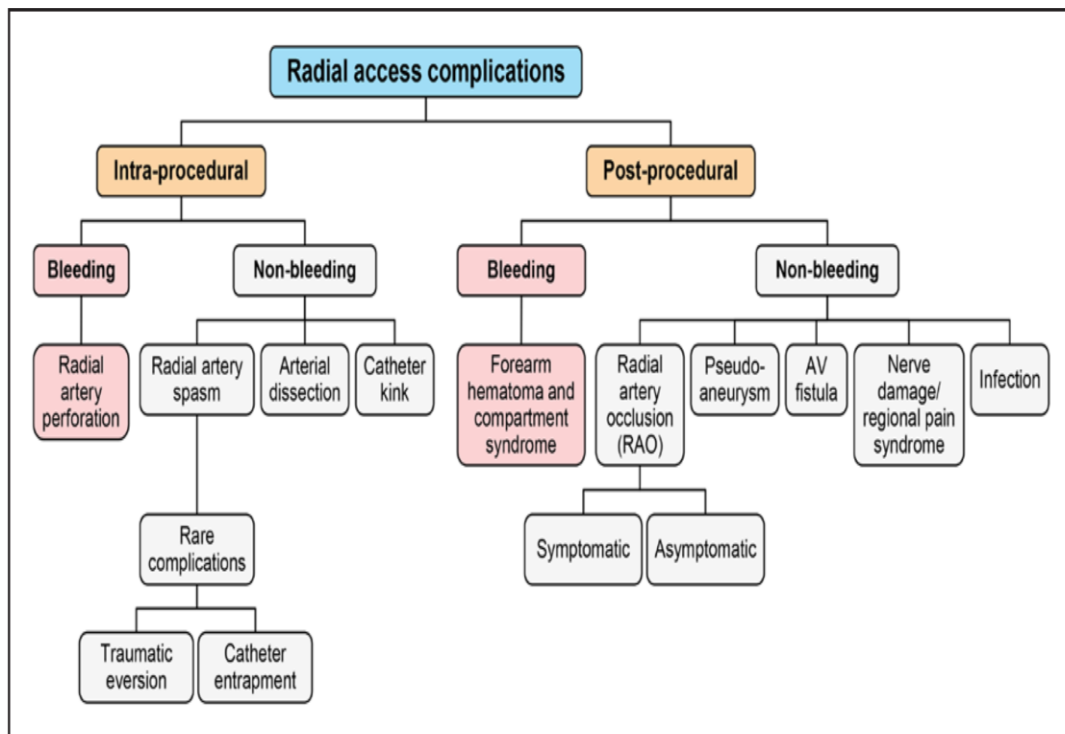 Radial access complications
Intra-procedural
Post-procedural
Bleeding
Non-bleeding
Bleeding
Non-bleeding
Radial
artery
perforation
Radial artery
spasm
Arterial
dissection
Catheter
kink
Forearm
hematoma and
compartment
syndrome
Radial
artery
occlusion
(RAO)
Pseudo-
aneurysm
AV
fistula
Nerve
damage/
regional pain
syndrome
Infection
Rare
complications
Symptomatic
Asymptomatic
Traumatic
eversion
Catheter
entrapment